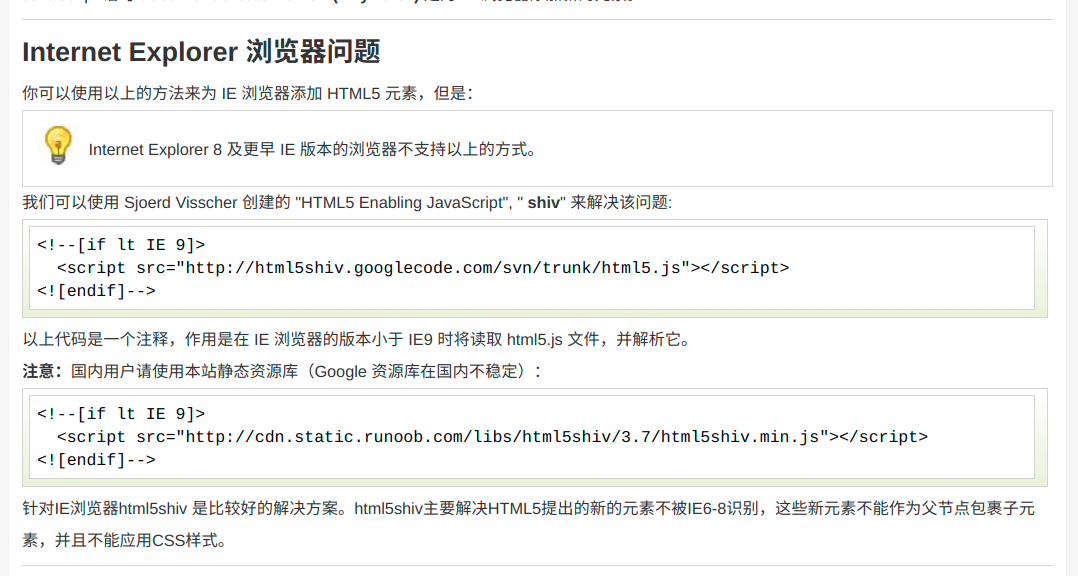 Internet Explorer 浏览器问题
你可以使用以上的方法来为 IE 浏览器添加 HTML5 元素，但是：
Internet Explorer 8 及更早 IE 版本的浏览器不支持以上的方式。
我们可以使用 Sjoerd Visscher 创建的 "HTML5 Enabling JavaScript", " shiv" 来解决该问题:
<!--[if lt IE 9]>
  <script src="http://html5shiv.googlecode.com/svn/trunk/html5.js"></script>
<![endif]-->
以上代码是一个注释，作用是在 IE 浏览器的版本小于 IE9 时将读取 html5.js 文件，并解析它。
注意：国内用户请使用本站静态资源库（Google 资源库在国内不稳定）：
<!--[if lt IE 9]>
  <script src="http://cdn.static.runoob.com/libs/html5shiv/3.7/html5shiv.min.js"></script>
<![endif]-->
针对IE浏览器html5shiv 是比较好的解决方案。html5shiv主要解决HTML5提出的新的元素不被IE6-8识别，这些新元素不能作为父节点包裹子元
素，并且不能应用CSS样式。